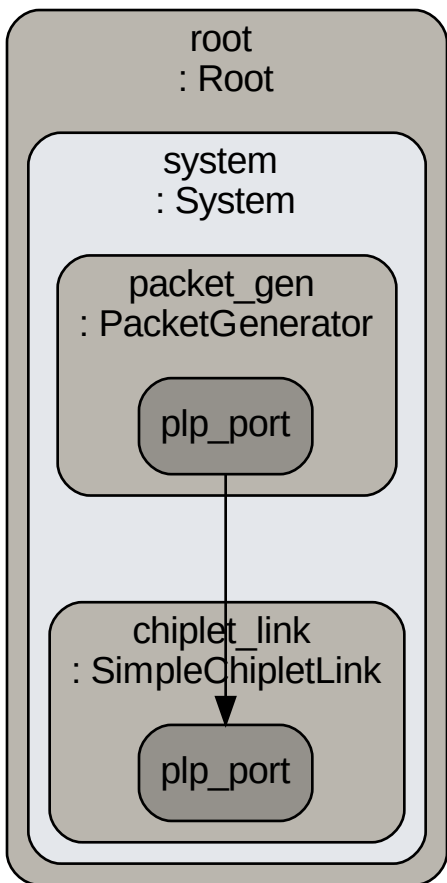 root
: Root
system
: System
packet_gen
: PacketGenerator
plp_port
chiplet_link
: SimpleChipletLink
plp_port